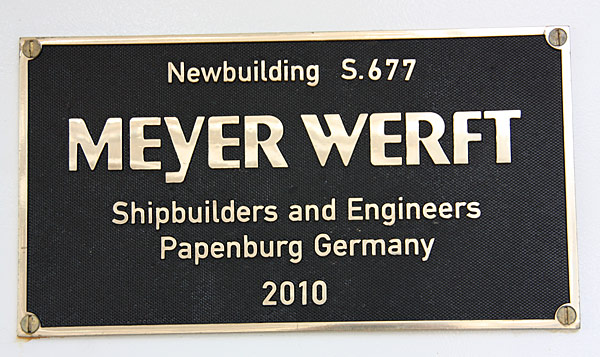 Newbuilding S.677
MEYER WERFT
Shipbuilders and Engineers
Papenburg Germany
2010